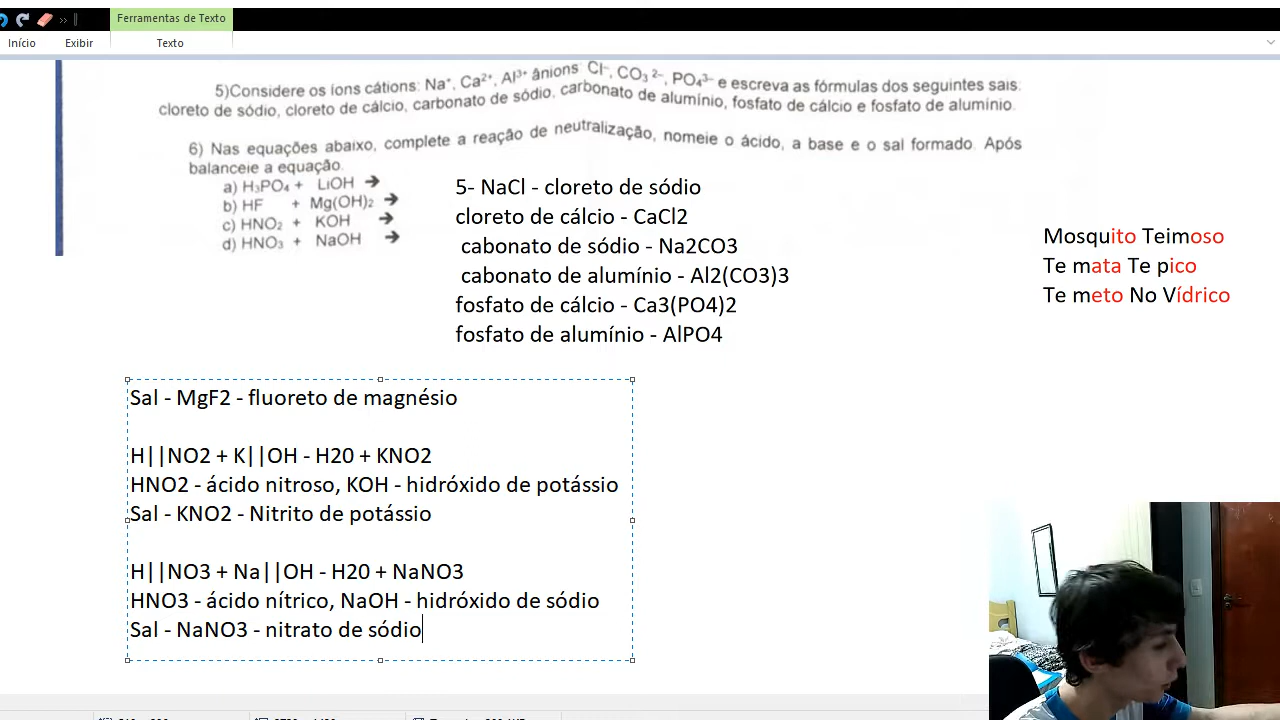 Ferramentas de Texto
Início Exibir Texto
5)Considere os íons cátions: Na⁺, Ca²⁺, Al³⁺ ânions: Cl⁻, CO₃ ²⁻, PO₄³⁻ e escreva as fórmulas dos seguintes sais:
cloreto de sódio, cloreto de cálcio, carbonato de sódio, carbonato de alumínio, fosfato de cálcio e fosfato de alumínio.
6) Nas equações abaixo, complete a reação de neutralização, nomeie o ácido, a base e o sal formado. Após
balanceie a equação.
a) H₃PO₄ + LiOH →
b) HF + Mg(OH)₂ →
c) HNO₂ + KOH →
d) HNO₃ + NaOH →
5- NaCl - cloreto de sódio
cloreto de cálcio - CaCl2
cabonato de sódio - Na2CO3
cabonato de alumínio - Al2(CO3)3
fosfato de cálcio - Ca3(PO4)2
fosfato de alumínio - AlPO4
Mosquito Teimoso
Te mata Te pico
Te meto No Vídrico
Sal - MgF2 - fluoreto de magnésio
H||NO2 + K||OH - H20 + KNO2
HNO2 - ácido nitroso, KOH - hidróxido de potássio
Sal - KNO2 - Nitrito de potássio
H||NO3 + Na||OH - H20 + NaNO3
HNO3 - ácido nítrico, NaOH - hidróxido de sódio
Sal - NaNO3 - nitrato de sódio